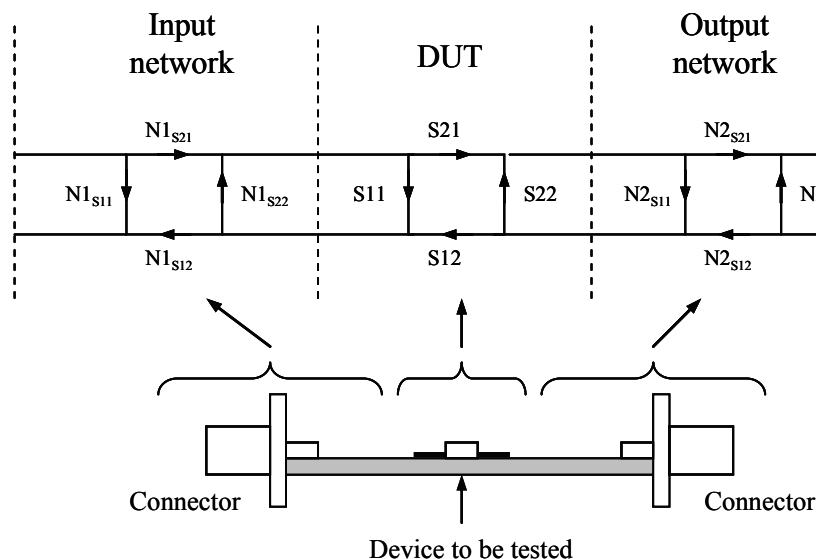 Input
network
DUT
Output
network
N1S21
S21
N2S21
N1S11
N1S22
S11
S22
N2S11
N
N1S12
S12
N2S12
Connector
Connector
Device to be tested